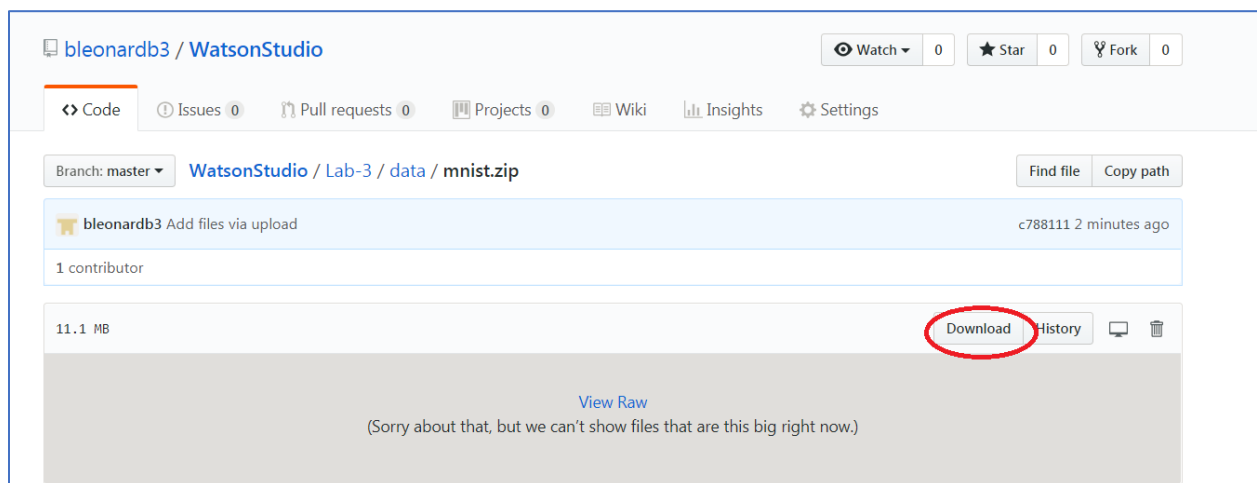 bleonardb3 / WatsonStudio Watch 0 Star 0 Fork 0
Code Issues 0 Pull requests 0 Projects 0 Wiki Insights Settings
Branch: master WatsonStudio / Lab-3 / data / mnist.zip Find file Copy path
bleonardb3 Add files via upload c788111 2 minutes ago
1 contributor
11.1 MB Download History
View Raw
(Sorry about that, but we can't show files that are this big right now.)